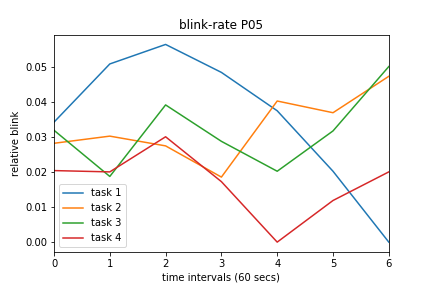 blink-rate P05
relative blink
0.05
0.04
0.03
0.02
0.01
0.00
task 1
task 2
task 3
task 4
0 1 2 3 4 5 6
time intervals (60 secs)